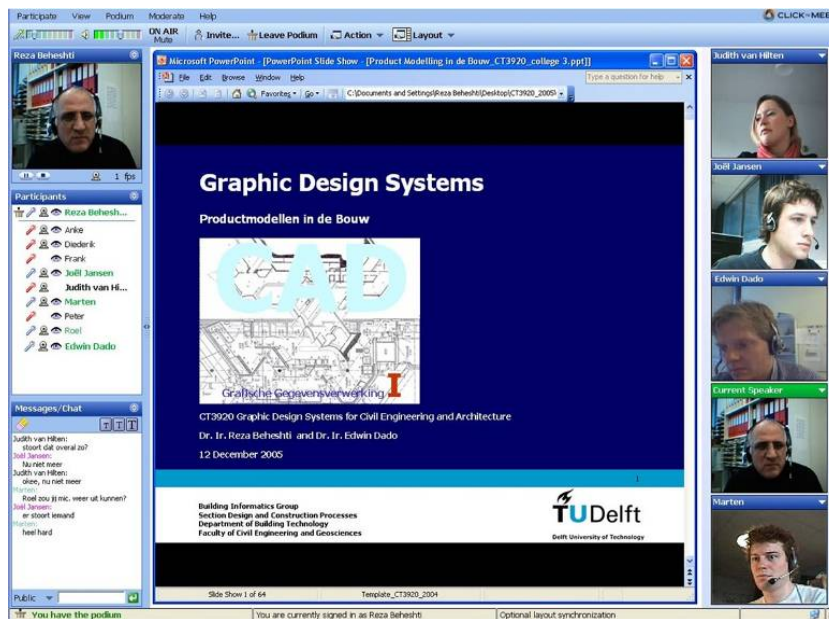 Participate View Podium Moderate Help
CLICK-MEE
ON AIR
Mute
Invite... Leave Podium Action Layout
Reza Beheshti
1 fps
Participants
Reza Behesh...
Anke
Diederik
Frank
Joël Jansen
Judith van Hi...
Marten
Peter
Roel
Edwin Dado
Messages/Chat
T T T
Judith van Hilten:
stoort dat overal zo?
Joël Jansen:
Nu niet meer
Judith van Hilten:
okee, nu niet meer
Marten:
Roel zou jij mic. weer uit kunnen?
Joël Jansen:
er stoort iemand
Marten:
heel hard
Public
Microsoft PowerPoint - [PowerPoint Slide Show - [Product Modelling in de Bouw_CT3920_college 3.ppt]]
File Edit Browse Window Help
Type a question for help
Favorites Go C:\Documents and Settings\Reza Beheshti\Desktop\CT3920_2005\
Graphic Design Systems
Productmodellen in de Bouw
CAD
Grafische Gegevensverwerking I
CT3920 Graphic Design Systems for Civil Engineering and Architecture
Dr. Ir. Reza Beheshti and Dr. Ir. Edwin Dado
12 December 2005
1
Building Informatics Group
Section Design and Construction Processes
Department of Building Technology
Faculty of Civil Engineering and Geosciences
TU Delft
Delft University of Technology
Slide Show 1 of 64 Template_CT3920_2004
Judith van Hilten
Joël Jansen
Edwin Dado
Current Speaker
Marten
You have the podium
You are currently signed in as Reza Beheshti
Optional layout synchronization